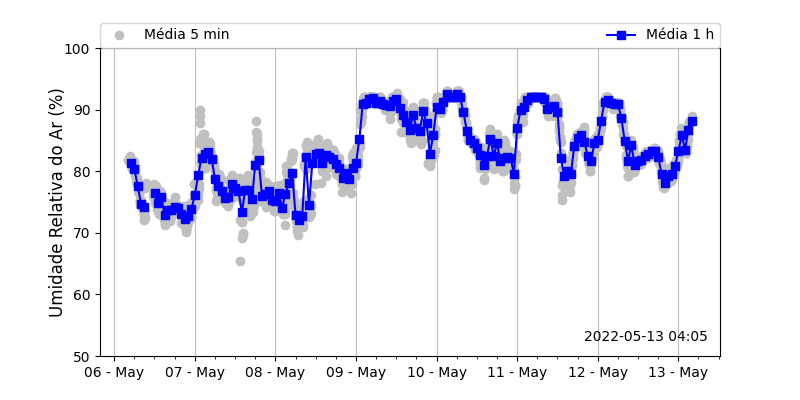 Média 5 min
Média 1 h
Umidade Relativa do Ar (%)
100
90
80
70
60
50
2022-05-13 04:05
06 - May
07 - May
08 - May
09 - May
10 - May
11 - May
12 - May
13 - May